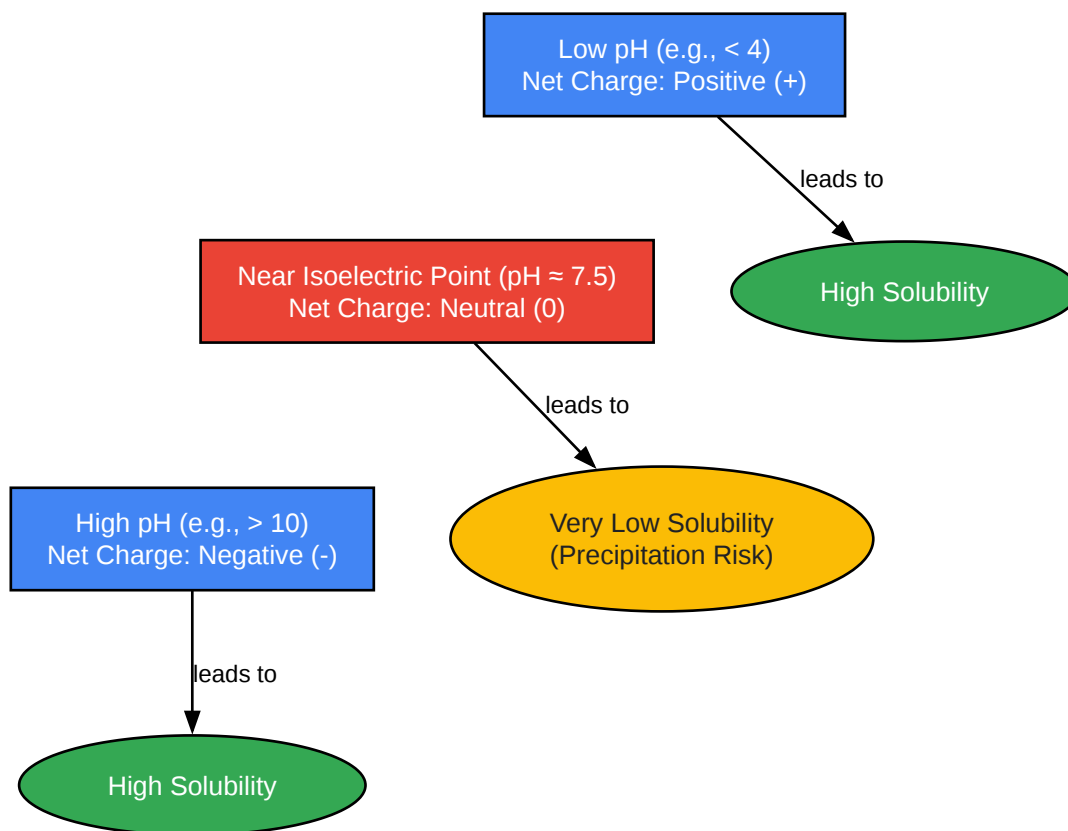 Low pH (e.g., < 4)
Net Charge: Positive (+)
leads to
High Solubility
Near Isoelectric Point (pH ≈ 7.5)
Net Charge: Neutral (0)
leads to
Very Low Solubility
(Precipitation Risk)
High pH (e.g., > 10)
Net Charge: Negative (-)
leads to
High Solubility